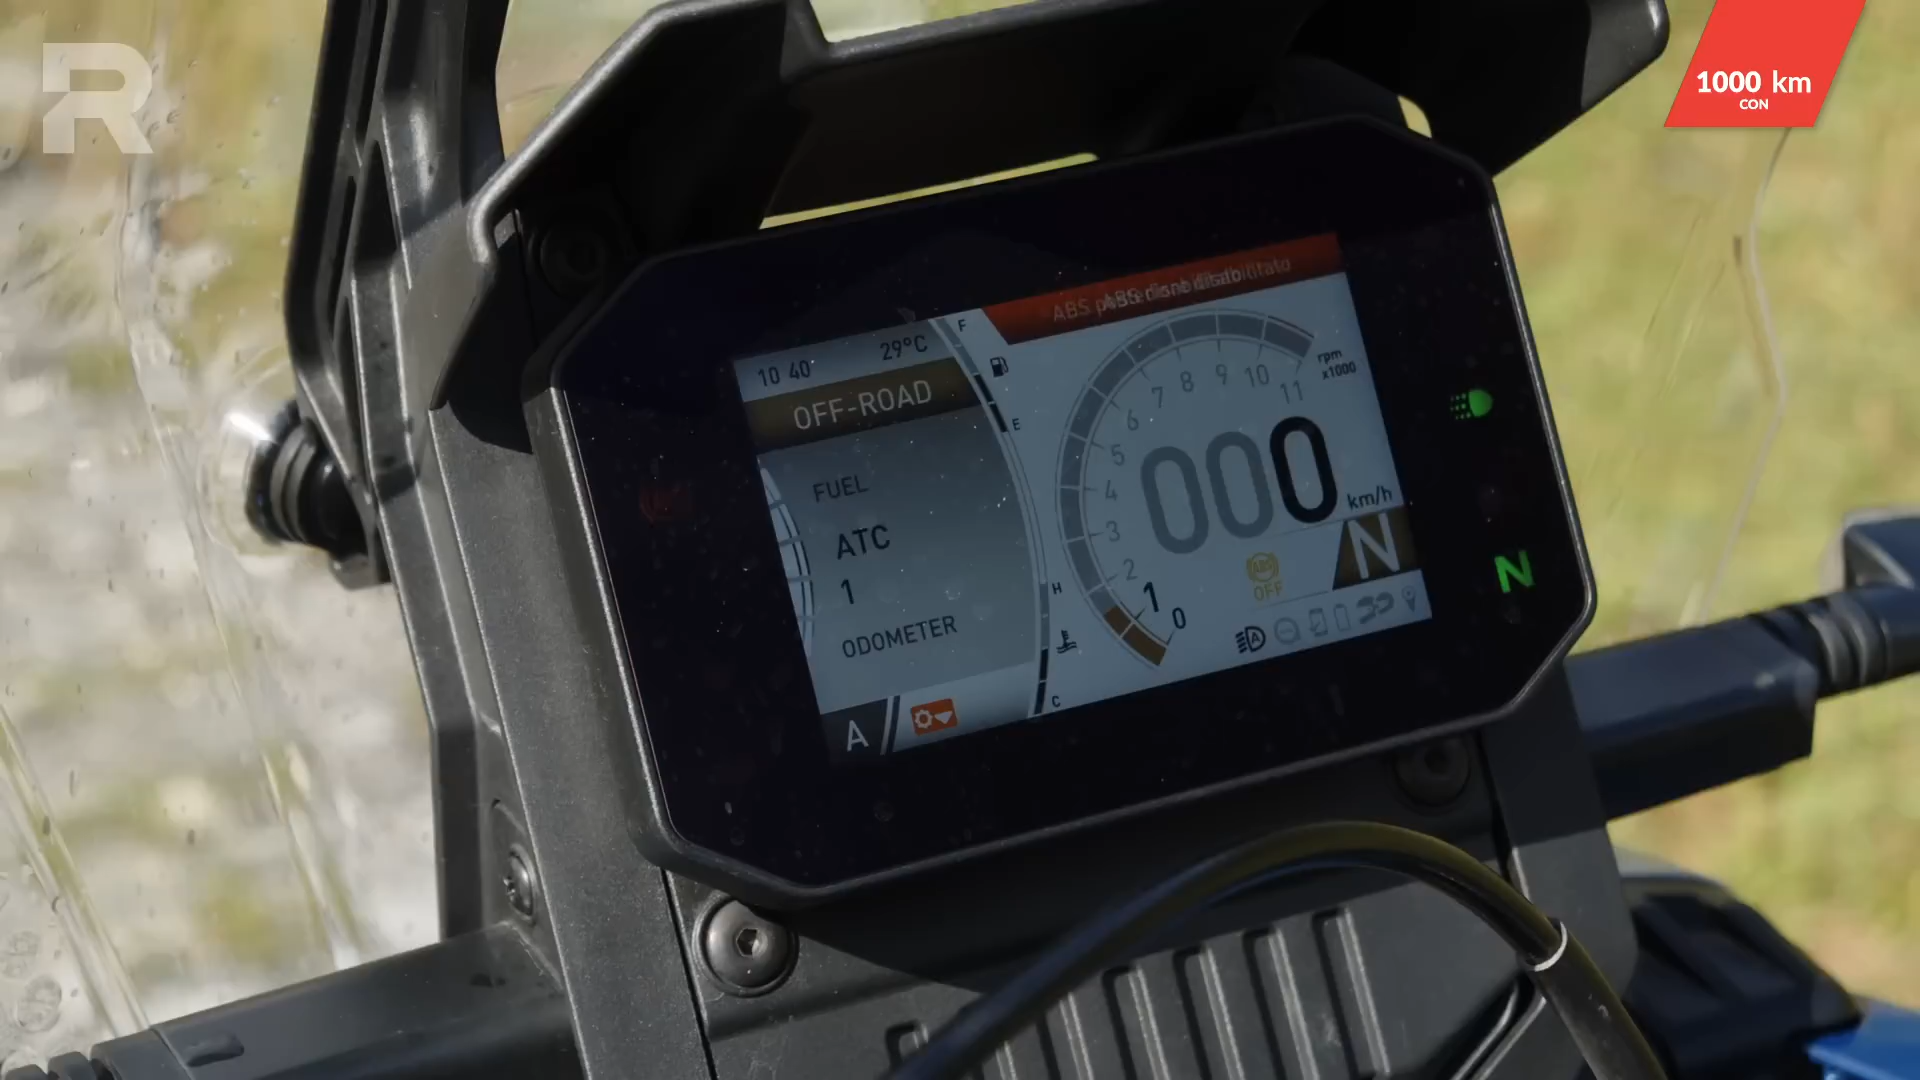 R
1000 km
CON
10 40
29°C
OFF-ROAD
FUEL
ATC
1
ODOMETER
A
F
E
H
C
ABS
rpm
x1000
11
10
9
8
7
6
5
4
3
2
1
0
000
km/h
N
ABS
OFF
A
N